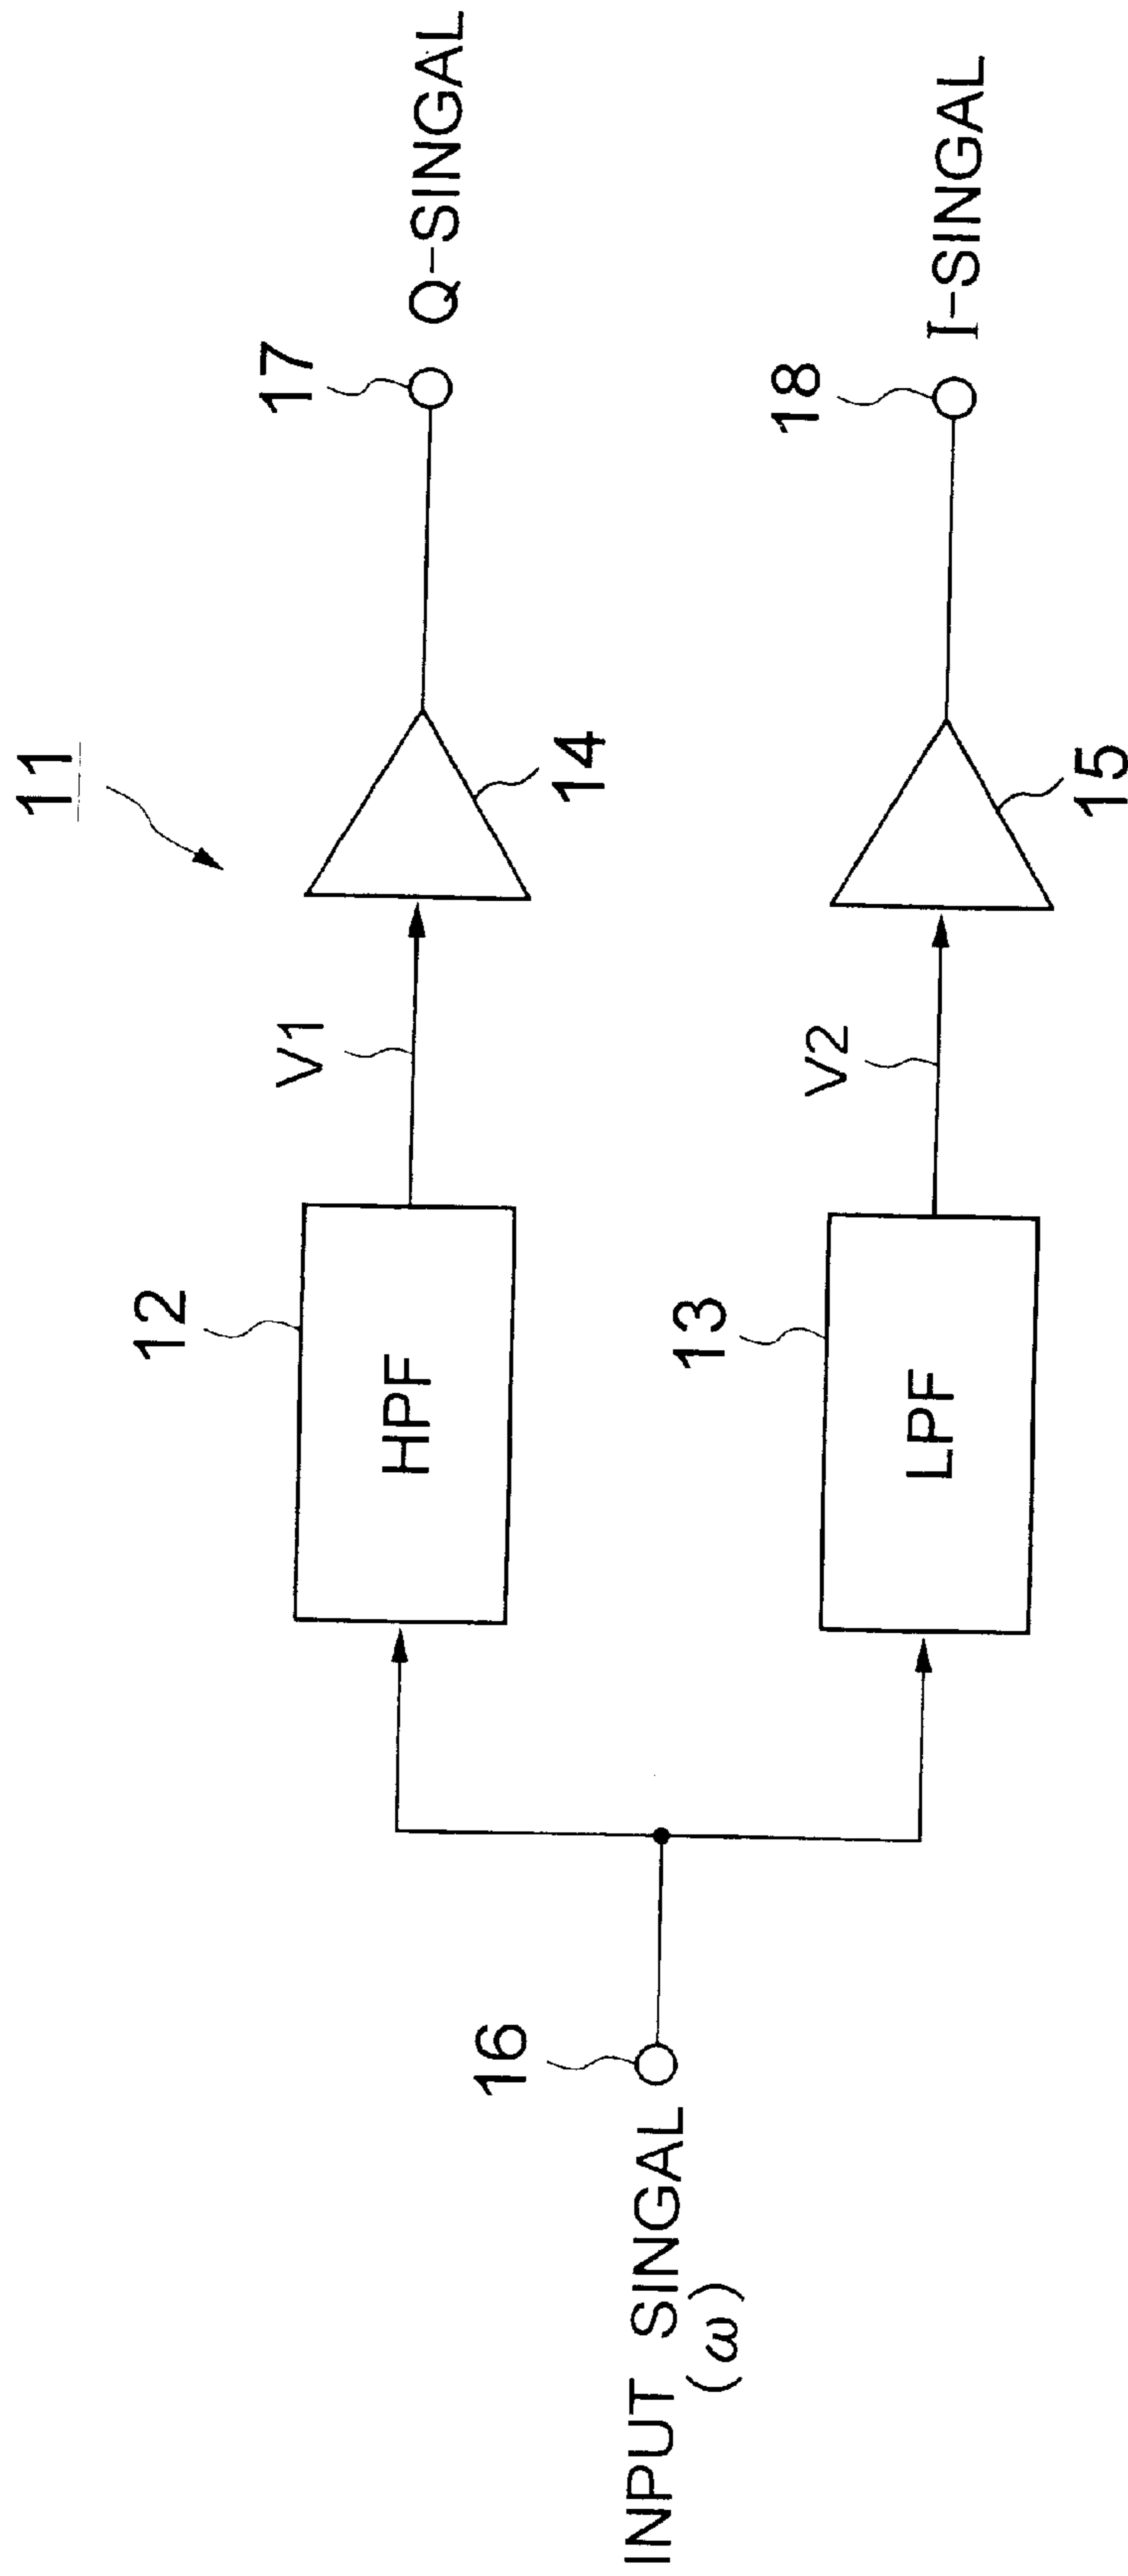 11
12
HPF
V1
14
17
Q-SINGAL
16
INPUT SINGAL
(ω)
13
LPF
V2
15
18
I-SINGAL